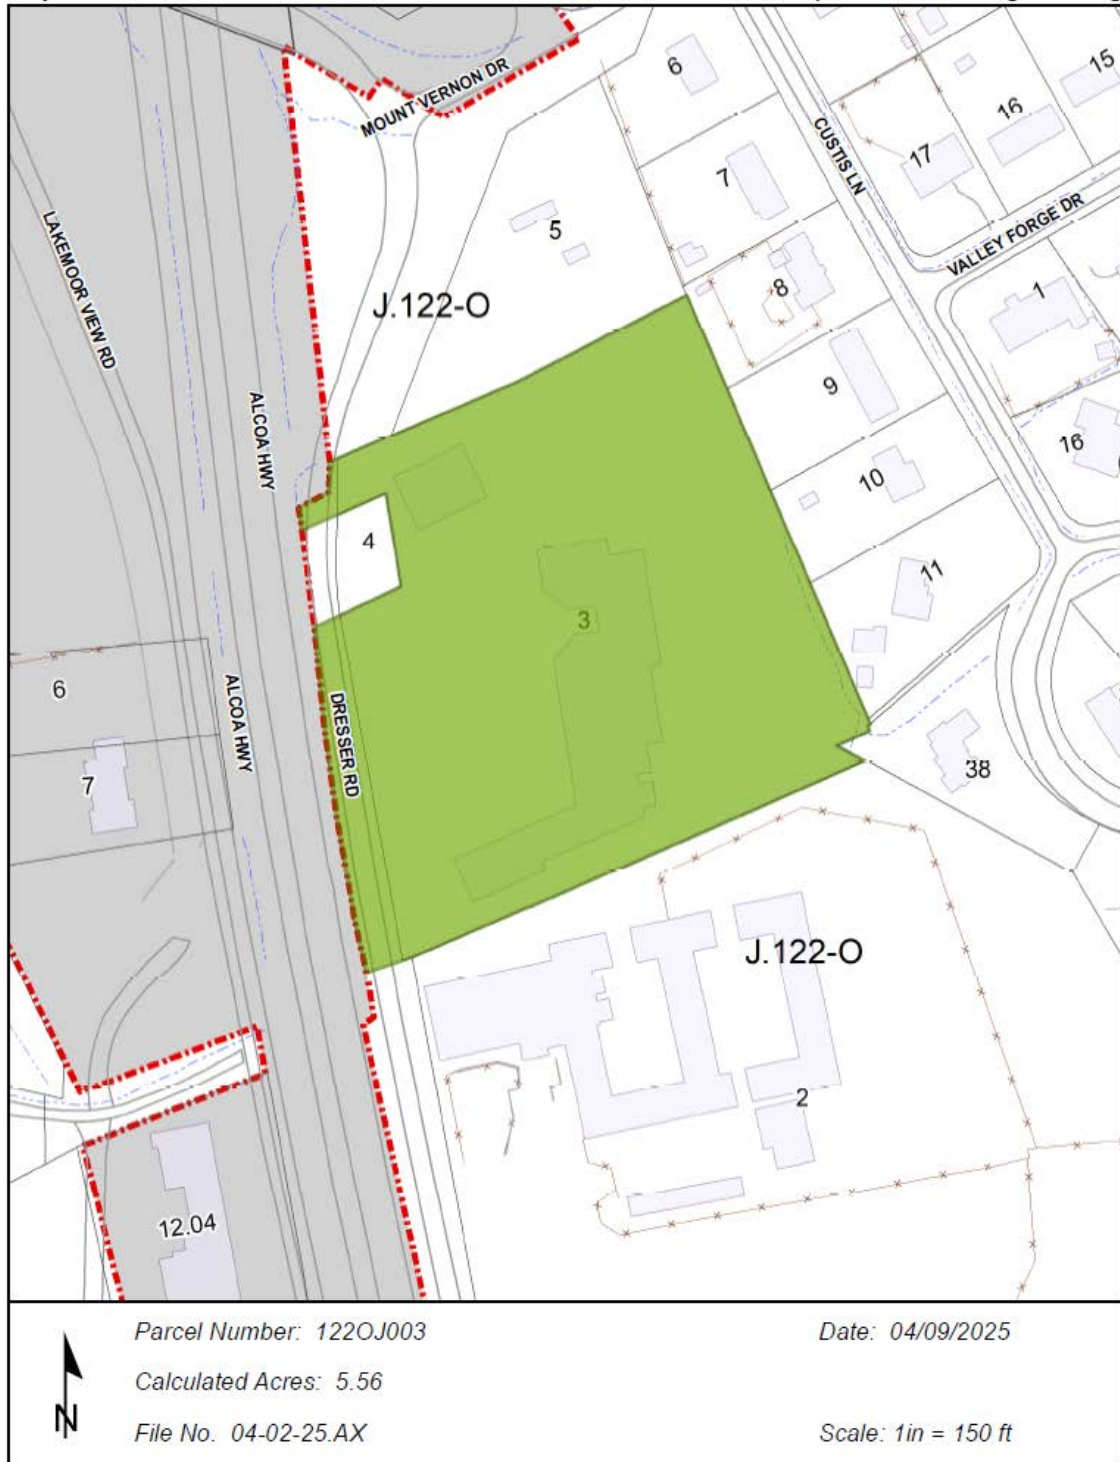 MOUNT VERNON DR
6
CUSTIS LN
15
16
17
7
VALLEY FORGE DR
LAKEMOOR VIEW RD
5
8
1
J.122-O
ALCOA HWY
9
16
10
4
11
3
6
ALCOA HWY
DRESSER RD
7
38
J.122-O
2
12.04
Parcel Number: 122OJ003
Date: 04/09/2025
Calculated Acres: 5.56
N
File No. 04-02-25.AX
Scale: 1in = 150 ft